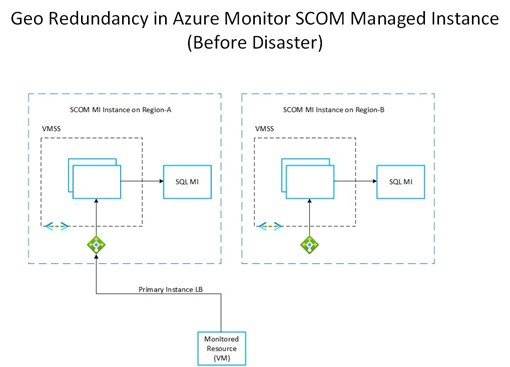 Geo Redundancy in Azure Monitor SCOM Managed Instance
(Before Disaster)
SCOM MI Instance on Region-A
VMSS
SQL MI
SCOM MI Instance on Region-B
VMSS
SQL MI
Primary Instance LB
Monitored
Resource
(VM)